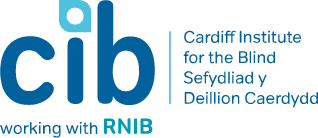 cib
Cardiff Institute
for the Blind
Sefydliad y
Deillion Caerdydd
working with RNIB